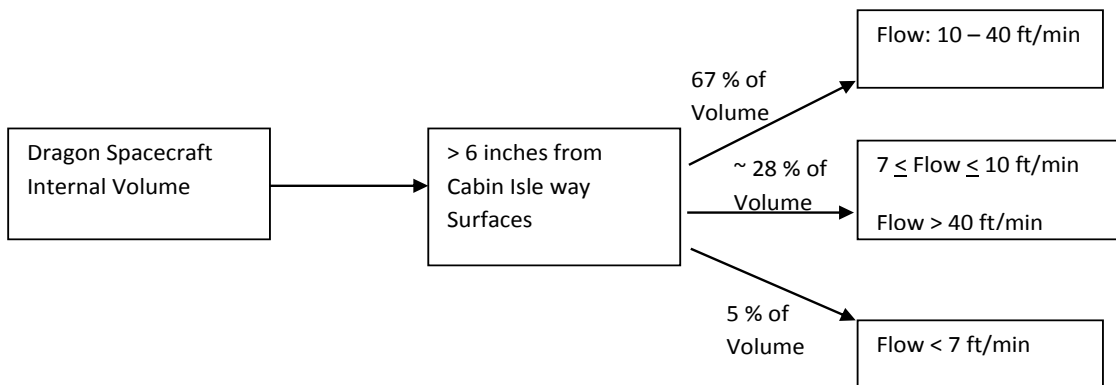 Flow: 10 – 40 ft/min
67 % of
Volume
Dragon Spacecraft
Internal Volume
> 6 inches from
Cabin Isle way
Surfaces
~ 28 % of
Volume
7 < Flow < 10 ft/min
Flow > 40 ft/min
5 % of
Volume
Flow < 7 ft/min